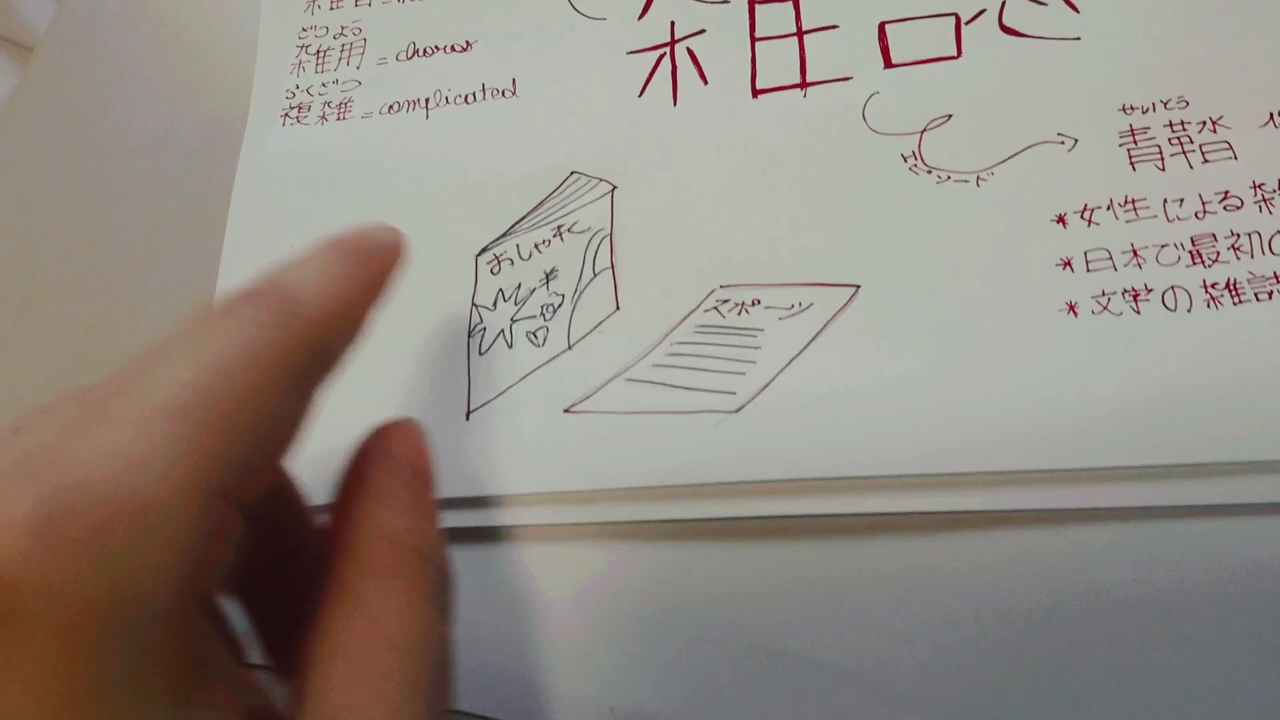 ざつよう
雑用 = chores
ふくざつ
複雑 = complicated
雑誌
エピソード
せいとう
青鞜
*女性による雑
*日本で最初の
*文学の雑誌
おしゃれ
スポーツ